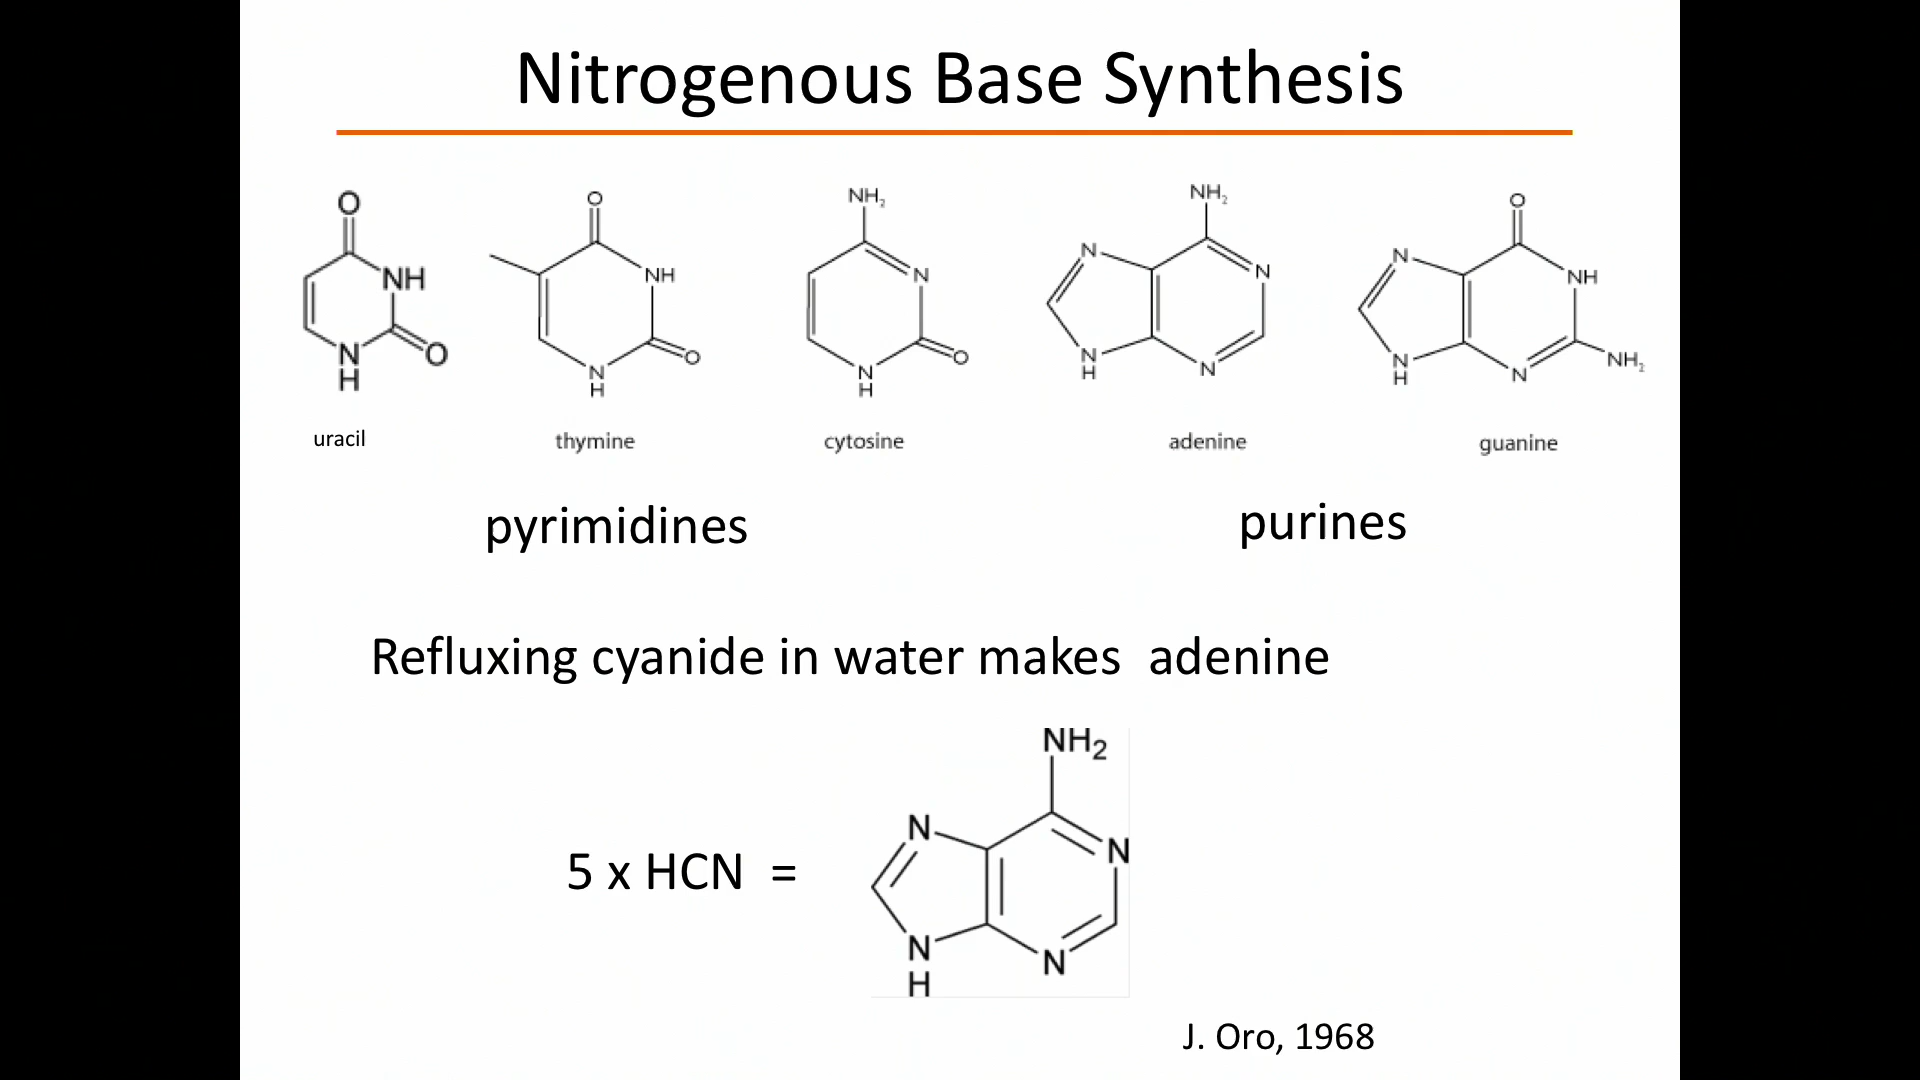 Nitrogenous Base Synthesis
O
NH
O
N
H
uracil
O
NH
O
N
H
thymine
NH₂
N
O
N
H
cytosine
NH₂
N
N
N
H
N
adenine
O
N
NH
N
H
N
NH₂
guanine
pyrimidines
purines
Refluxing cyanide in water makes adenine
5 x HCN =
NH₂
N
N
N
H
N
J. Oro, 1968